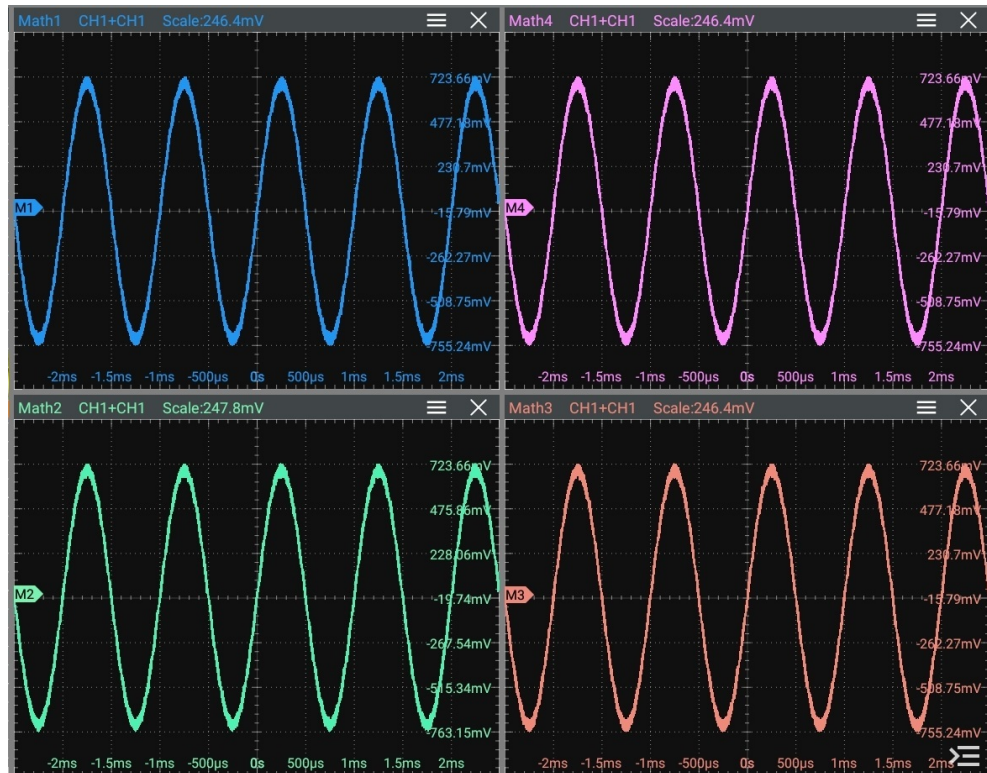 Math1 CH1+CH1 Scale:246.4mV
723.66mV
477.18mV
230.7mV
M1
-15.79mV
-262.27mV
-508.75mV
-755.24mV
-2ms -1.5ms -1ms -500μs 0s 500μs 1ms 1.5ms 2ms
Math4 CH1+CH1 Scale:246.4mV
723.66mV
477.18mV
230.7mV
M4
-15.79mV
-262.27mV
-508.75mV
-755.24mV
-2ms -1.5ms -1ms -500μs 0s 500μs 1ms 1.5ms 2ms
Math2 CH1+CH1 Scale:247.8mV
723.66mV
475.86mV
228.06mV
M2
-19.74mV
-267.54mV
-515.34mV
-763.15mV
-2ms -1.5ms -1ms -500μs 0s 500μs 1ms 1.5ms 2ms
Math3 CH1+CH1 Scale:246.4mV
723.66mV
477.18mV
230.7mV
M3
-15.79mV
-262.27mV
-508.75mV
-755.24mV
-2ms -1.5ms -1ms -500μs 0s 500μs 1ms 1.5ms 2ms